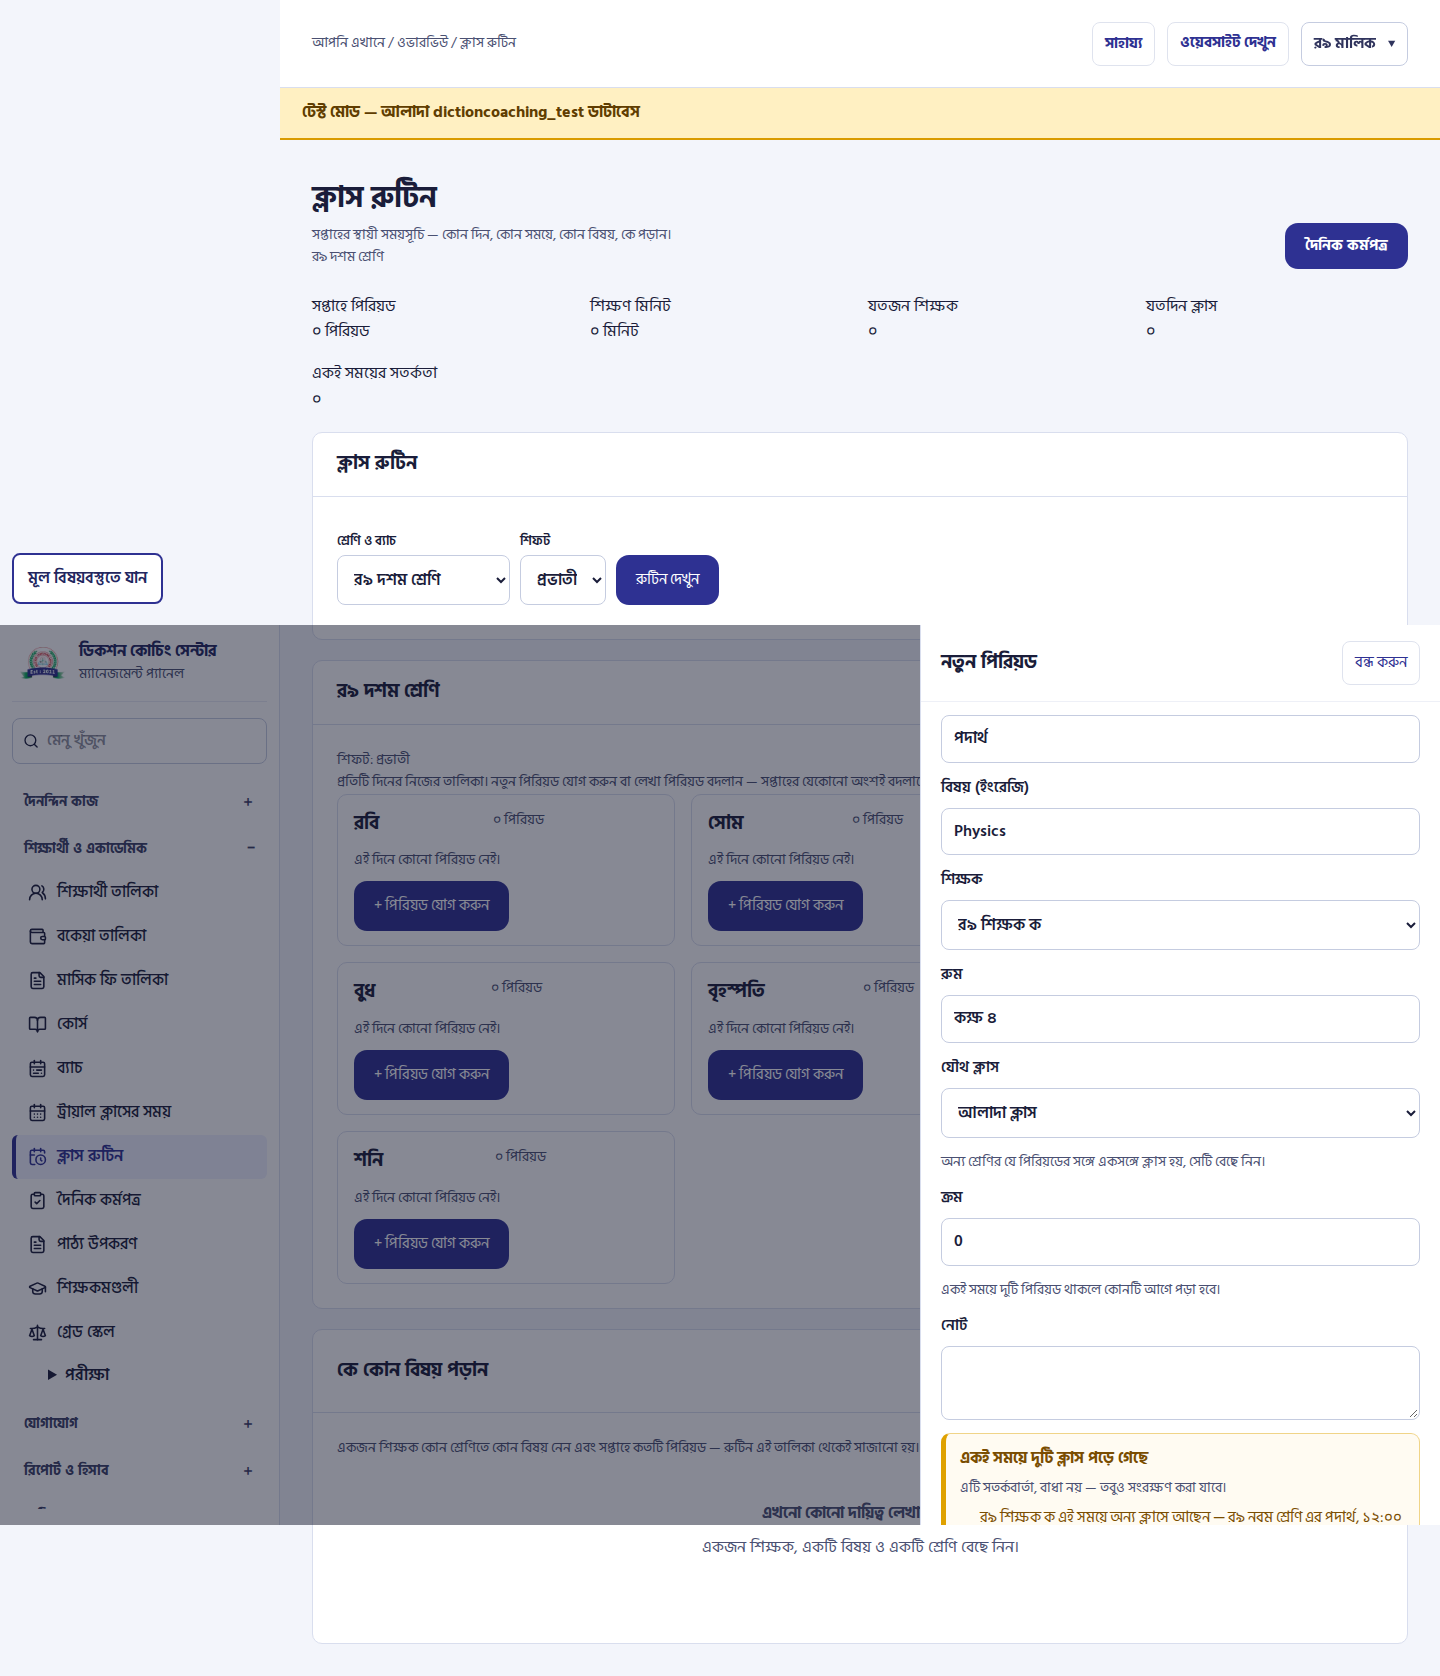 আপনি এখানে / ওভারভিউ / ক্লাস রুটিন
সাহায্য
ওয়েবসাইট দেখুন
র৯ মালিক
টেস্ট মোড — আলাদা dictioncoaching_test ডাটাবেস
ক্লাস রুটিন
সপ্তাহের স্থায়ী সময়সূচি — কোন দিন, কোন সময়ে, কোন বিষয়, কে পড়ান।
র৯ দশম শ্রেণি
দৈনিক কর্মপত্র
সপ্তাহে পিরিয়ড
০ পিরিয়ড
শিক্ষণ মিনিট
০ মিনিট
যতজন শিক্ষক
০
যতদিন ক্লাস
০
একই সময়ের সতর্কতা
০
ক্লাস রুটিন
শ্রেণি ও ব্যাচ
র৯ দশম শ্রেণি
শিফট
প্রভাতী
রুটিন দেখুন
মূল বিষয়বস্তুতে যান
ডিকশন কোচিং সেন্টার
ম্যানেজমেন্ট প্যানেল
মেনু খুঁজুন
দৈনন্দিন কাজ +
শিক্ষার্থী ও একাডেমিক −
শিক্ষার্থী তালিকা
বকেয়া তালিকা
মাসিক ফি তালিকা
কোর্স
ব্যাচ
ট্রায়াল ক্লাসের সময়
ক্লাস রুটিন
দৈনিক কর্মপত্র
পাঠ্য উপকরণ
শিক্ষকমণ্ডলী
গ্রেড স্কেল
পরীক্ষা
যোগাযোগ +
রিপোর্ট ও হিসাব +
র৯ দশম শ্রেণি
শিফট: প্রভাতী
প্রতিটি দিনের নিজের তালিকা। নতুন পিরিয়ড যোগ করুন বা লেখা পিরিয়ড বদলান — সপ্তাহের যেকোনো অংশই বদলা
রবি
০ পিরিয়ড
এই দিনে কোনো পিরিয়ড নেই।
+ পিরিয়ড যোগ করুন
সোম
০ পিরিয়ড
এই দিনে কোনো পিরিয়ড নেই।
+ পিরিয়ড যোগ করুন
বুধ
০ পিরিয়ড
এই দিনে কোনো পিরিয়ড নেই।
+ পিরিয়ড যোগ করুন
বৃহস্পতি
০ পিরিয়ড
এই দিনে কোনো পিরিয়ড নেই।
+ পিরিয়ড যোগ করুন
শনি
০ পিরিয়ড
এই দিনে কোনো পিরিয়ড নেই।
+ পিরিয়ড যোগ করুন
কে কোন বিষয় পড়ান
একজন শিক্ষক কোন শ্রেণিতে কোন বিষয় নেন এবং সপ্তাহে কতটি পিরিয়ড — রুটিন এই তালিকা থেকেই সাজানো হয়।
এখনো কোনো দায়িত্ব লেখা
একজন শিক্ষক, একটি বিষয় ও একটি শ্রেণি বেছে নিন।
নতুন পিরিয়ড
বন্ধ করুন
পদার্থ
বিষয় (ইংরেজি)
Physics
শিক্ষক
র৯ শিক্ষক ক
রুম
কক্ষ ৪
যৌথ ক্লাস
আলাদা ক্লাস
অন্য শ্রেণির যে পিরিয়ডের সঙ্গে একসঙ্গে ক্লাস হয়, সেটি বেছে নিন।
ক্রম
0
একই সময়ে দুটি পিরিয়ড থাকলে কোনটি আগে পড়া হবে।
নোট
একই সময়ে দুটি ক্লাস পড়ে গেছে
এটি সতর্কবার্তা, বাধা নয় — তবুও সংরক্ষণ করা যাবে।
র৯ শিক্ষক ক এই সময়ে অন্য ক্লাসে আছেন — র৯ নবম শ্রেণি এর পদার্থ, ১২:০০